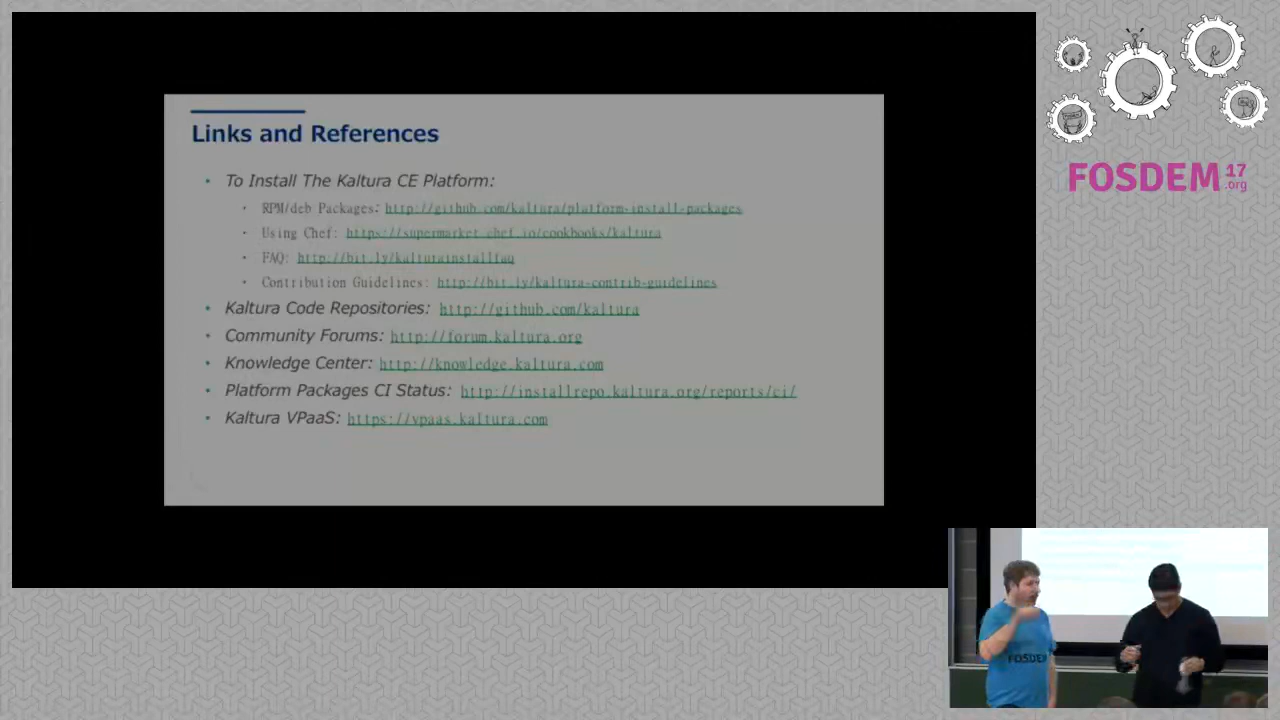 Links and References
• To Install The Kaltura CE Platform:
• RPM/deb Packages: http://github.com/kaltura/platform-install-packages
• Using Chef: https://supermarket.chef.io/cookbooks/kaltura
• FAQ: http://bit.ly/kalturainstallfaq
• Contribution Guidelines: http://bit.ly/kaltura-contrib-guidelines
• Kaltura Code Repositories: http://github.com/kaltura
• Community Forums: http://forum.kaltura.org
• Knowledge Center: http://knowledge.kaltura.com
• Platform Packages CI Status: http://installrepo.kaltura.org/reports/ci/
• Kaltura VPaaS: https://vpaas.kaltura.com
FOSDEM 17 .org
FOSDEM